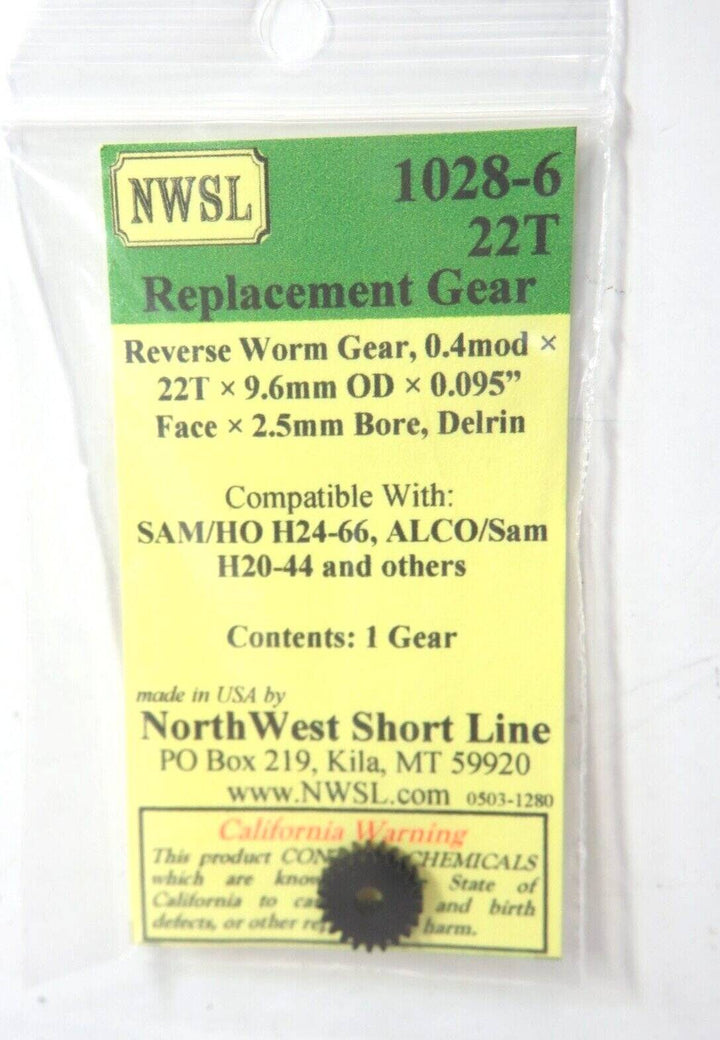 NWSL
1028-6
22T
Replacement Gear
Reverse Worm Gear, 0.4mod ×
22T × 9.6mm OD × 0.095”
Face × 2.5mm Bore, Delrin
Compatible With:
SAM/HO H24-66, ALCO/Sam
H20-44 and others
Contents: 1 Gear
made in USA by
NorthWest Short Line
PO Box 219, Kila, MT 59920
www.NWSL.com 0503-1280
California Warning
This product CHEMICALS
which are State of
California to and birth
defects, or other harm.